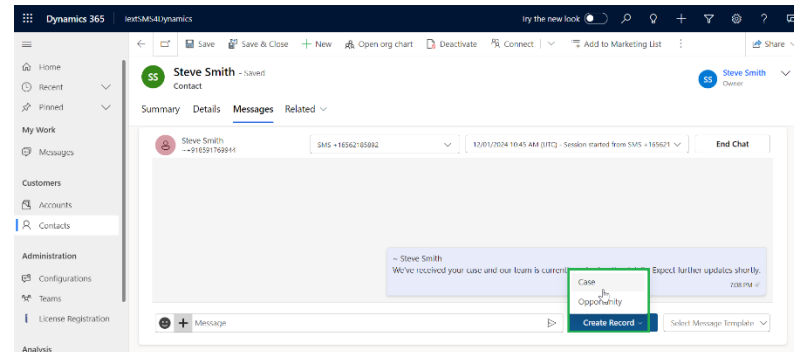 Dynamics 365
TextSMS4Dynamics
Try the new look
Save
Save & Close
New
Open org chart
Deactivate
Connect
Add to Marketing List
Share
Home
Recent
Pinned
My Work
Messages
Customers
Accounts
Contacts
Administration
Configurations
Teams
License Registration
Analysis
SS
Steve Smith - Saved
Contact
SS
Steve Smith
Owner
Summary Details Messages Related
Steve Smith
SMS +16562185892
12/01/2024 10:45 AM (UTC) - Session started from SMS +165621
End Chat
~ Steve Smith
We've received your case and our team is Expect further updates shortly.
7:08 PM
Case
Opportunity
Message
Create Record
Select Message Template